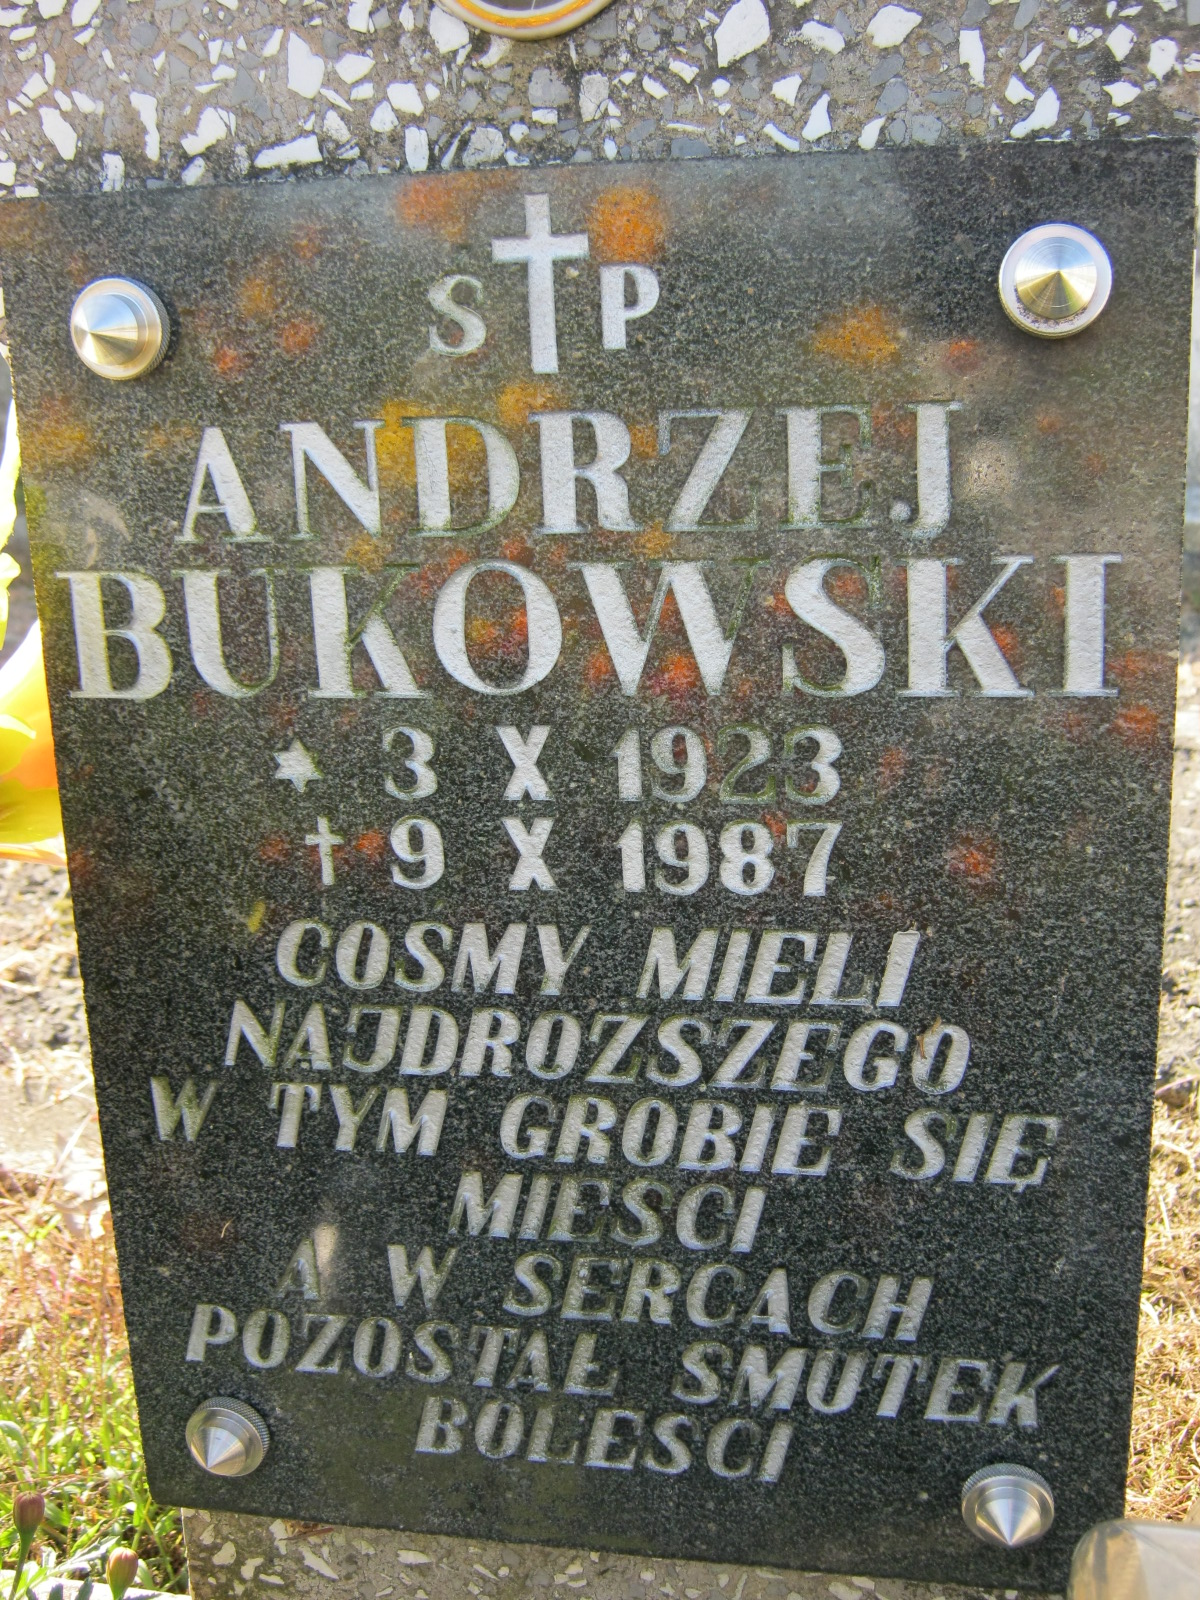 S P
ANDRZEJ
BUKOWSKI
3 X 1923
9 X 1987
COSMY MIELI
NAJDROZSZEGO
W TYM GROBIE SIĘ
MIESCI
A W SERCACH
POZOSTAŁ SMUTEK
BOLESCI